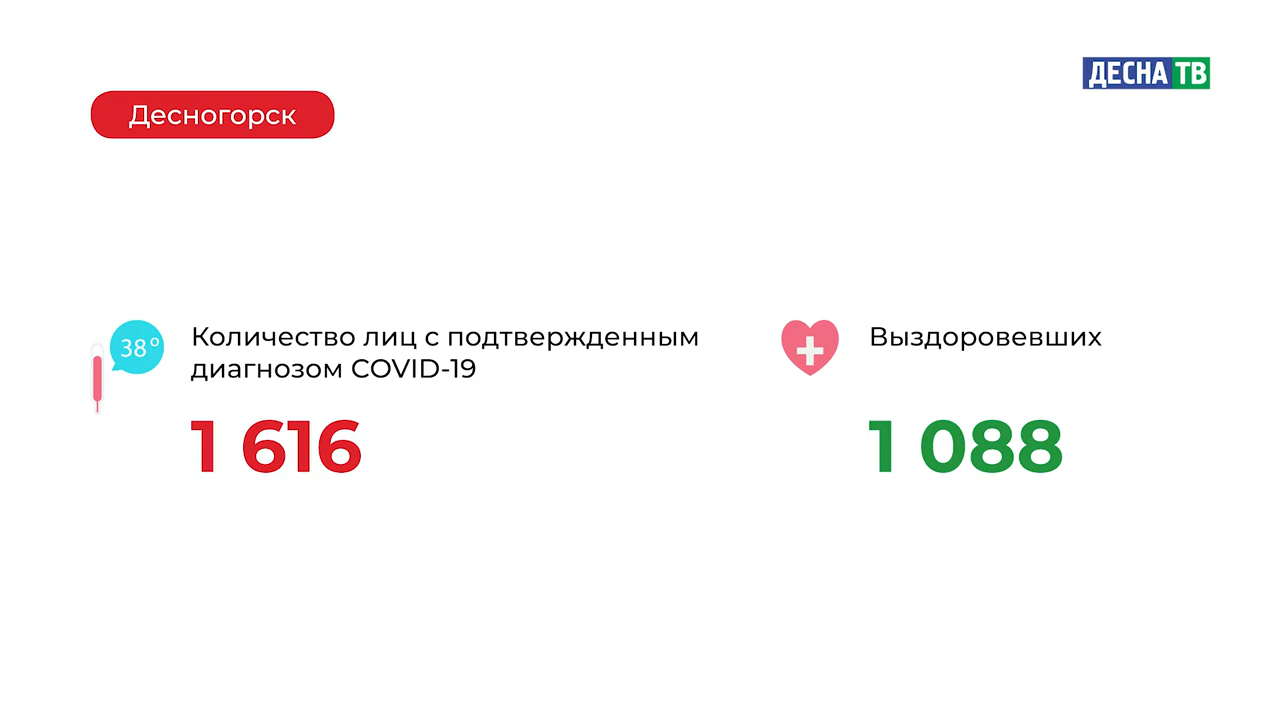 ДЕСНА ТВ
Десногорск
38°
Количество лиц с подтвержденным
диагнозом COVID-19
1 616
Выздоровевших
1 088